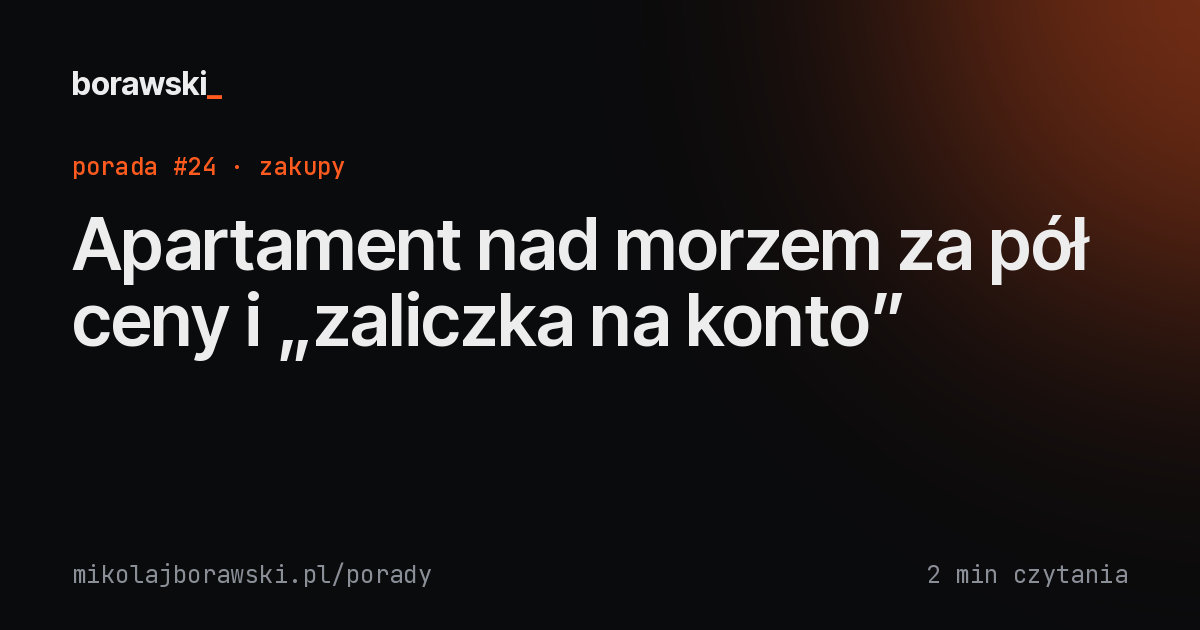 borawski_
porada #24 · zakupy
Apartament nad morzem za pół
ceny i „zaliczka na konto”
mikolajborawski.pl/porady
2 min czytania